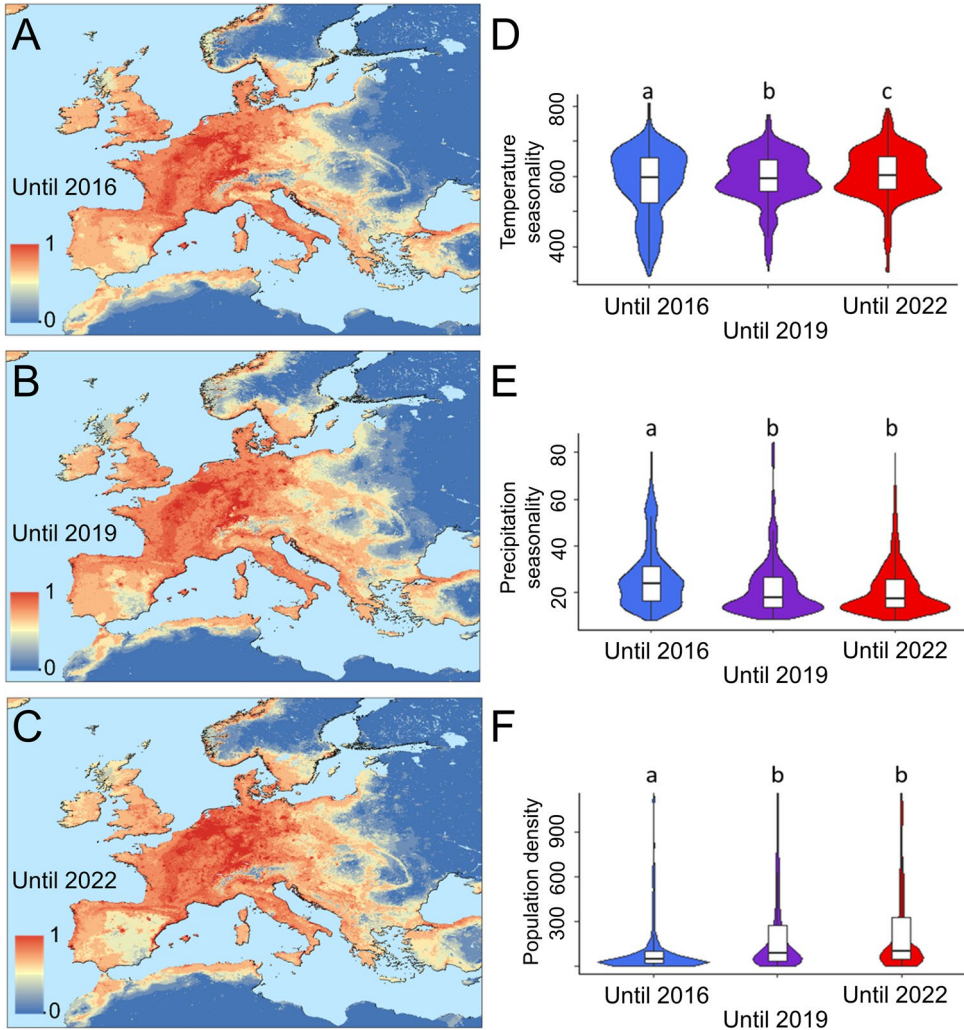 A
Until 2016
1
0
B
Until 2019
1
0
C
Until 2022
1
0
D
Temperature
seasonality
800
600
400
a
b
c
Until 2016
Until 2019
Until 2022
E
Precipitation
seasonality
80
60
40
20
a
b
b
Until 2016
Until 2019
Until 2022
F
Population density
900
600
300
a
b
b
Until 2016
Until 2019
Until 2022